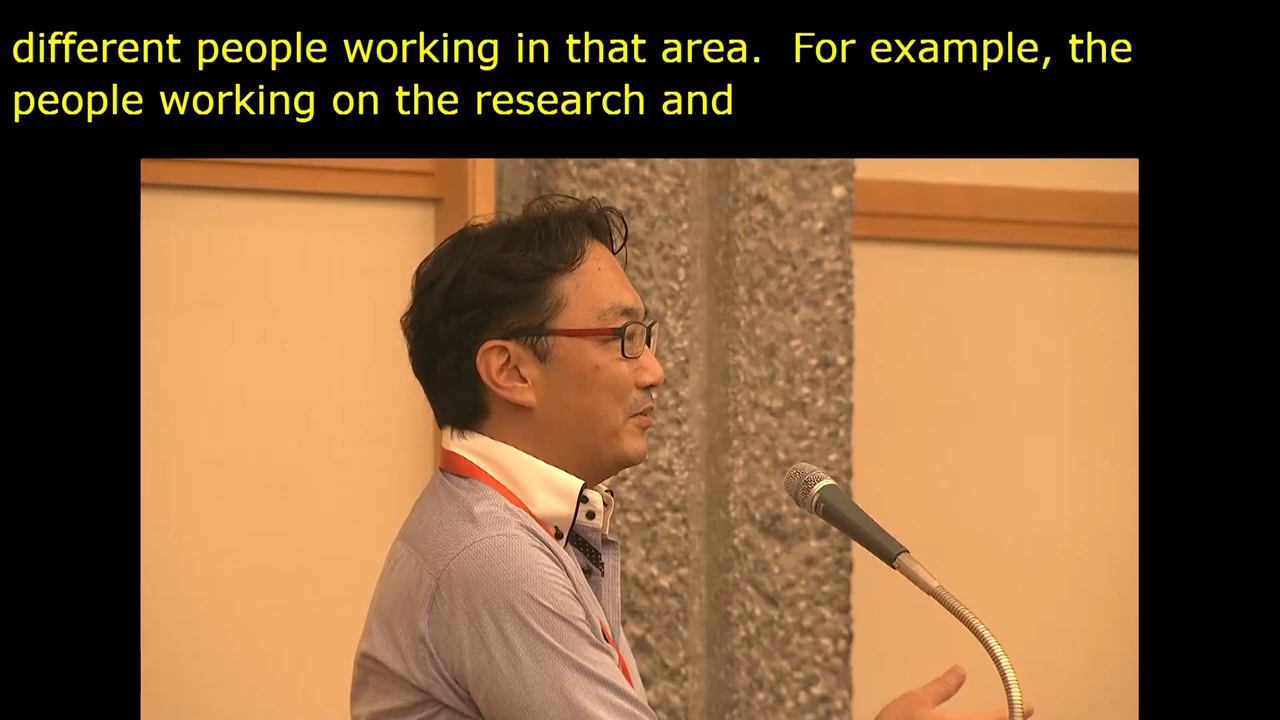 different people working in that area.  For example, the
people working on the research and